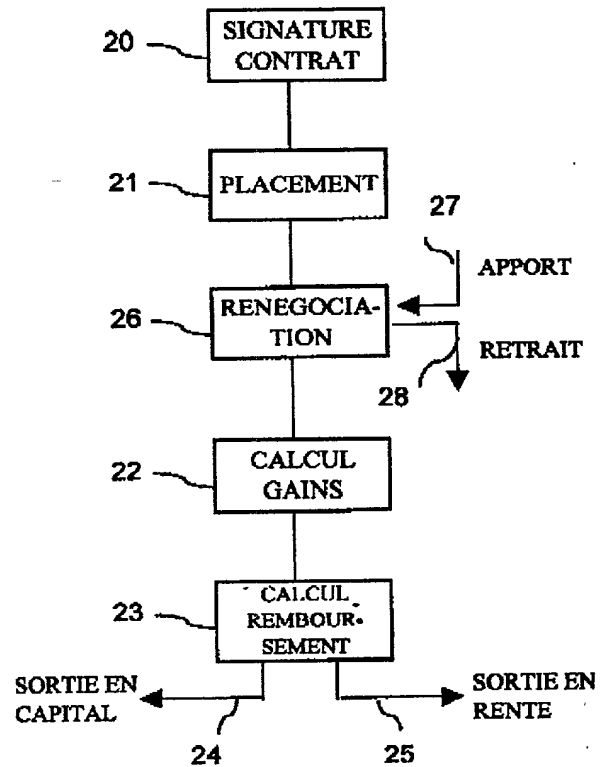 20
SIGNATURE
CONTRAT
21
PLACEMENT
27
APPORT
26
RENEGOCIA-
TION
RETRAIT
28
22
CALCUL
GAINS
23
CALCUL
REMBOUR-
SEMENT
SORTIE EN
CAPITAL
24
25
SORTIE EN
RENTE